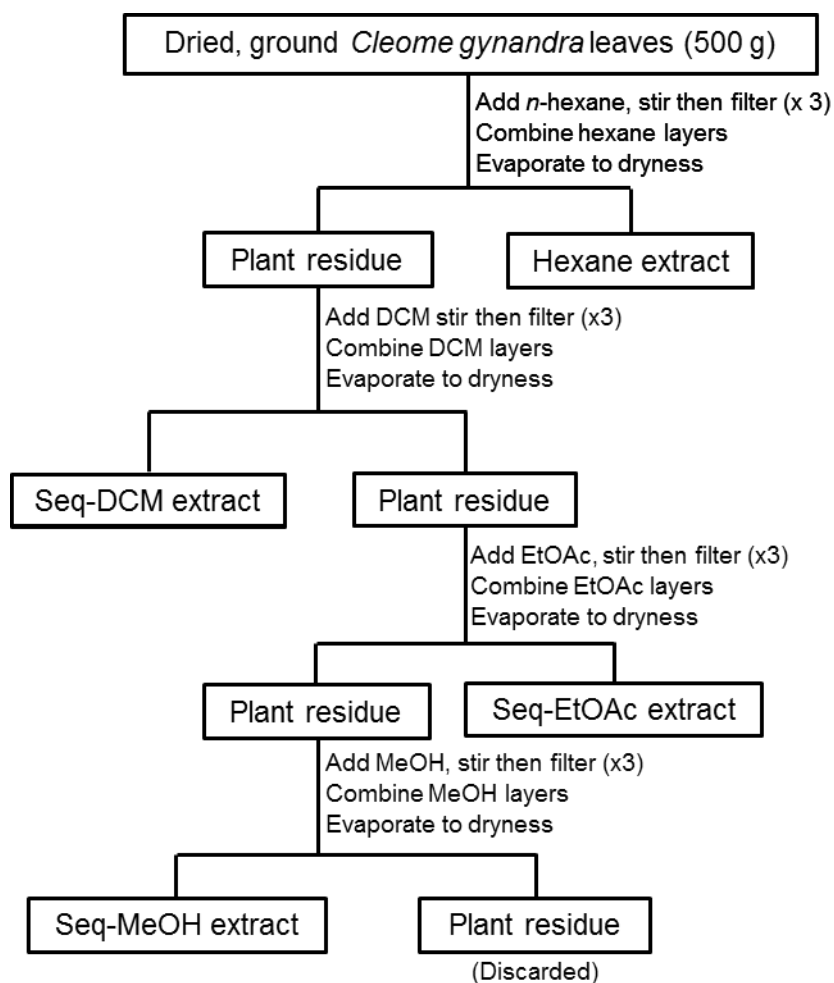 Dried, ground Cleome gynandra leaves (500 g)
Add n-hexane, stir then filter (x 3)
Combine hexane layers
Evaporate to dryness
Plant residue
Hexane extract
Add DCM stir then filter (x3)
Combine DCM layers
Evaporate to dryness
Seq-DCM extract
Plant residue
Add EtOAc, stir then filter (x3)
Combine EtOAc layers
Evaporate to dryness
Plant residue
Seq-EtOAc extract
Add MeOH, stir then filter (x3)
Combine MeOH layers
Evaporate to dryness
Seq-MeOH extract
Plant residue
(Discarded)